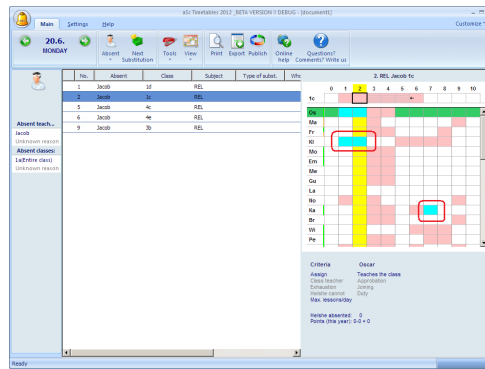 aSc Timetables 2012 _BETA VERSION II DEBUG - [document1]
Main Settings Help Customize
20.6.
MONDAY
Absent Next Substitution Tools View Print Export Publish Online help Questions? Comments? Write us
No. Absent Class Subject Type of subst. Who
1 Jacob 1d REL
2 Jacob 1c REL
5 Jacob 4c REL
6 Jacob 4e REL
9 Jacob 3b REL
Absent teach...
Jacob
Unknown reason
Absent classes:
1a(Entire class)
Unknown reason
2. REL Jacob 1c
0 1 2 3 4 5 6 7 8 9 10
1c
Os
Ma
Fr
Kl
Mo
Em
Me
Gu
La
No
Ka
Br
Wi
Pe
Criteria Oscar
Assign Teaches the class
Class teacher Approbation
Exhaustion Joining
He/she cannot Duty
Max. lessons/day
He/she absented: 0
Points (this year): 0-0 = 0
Ready